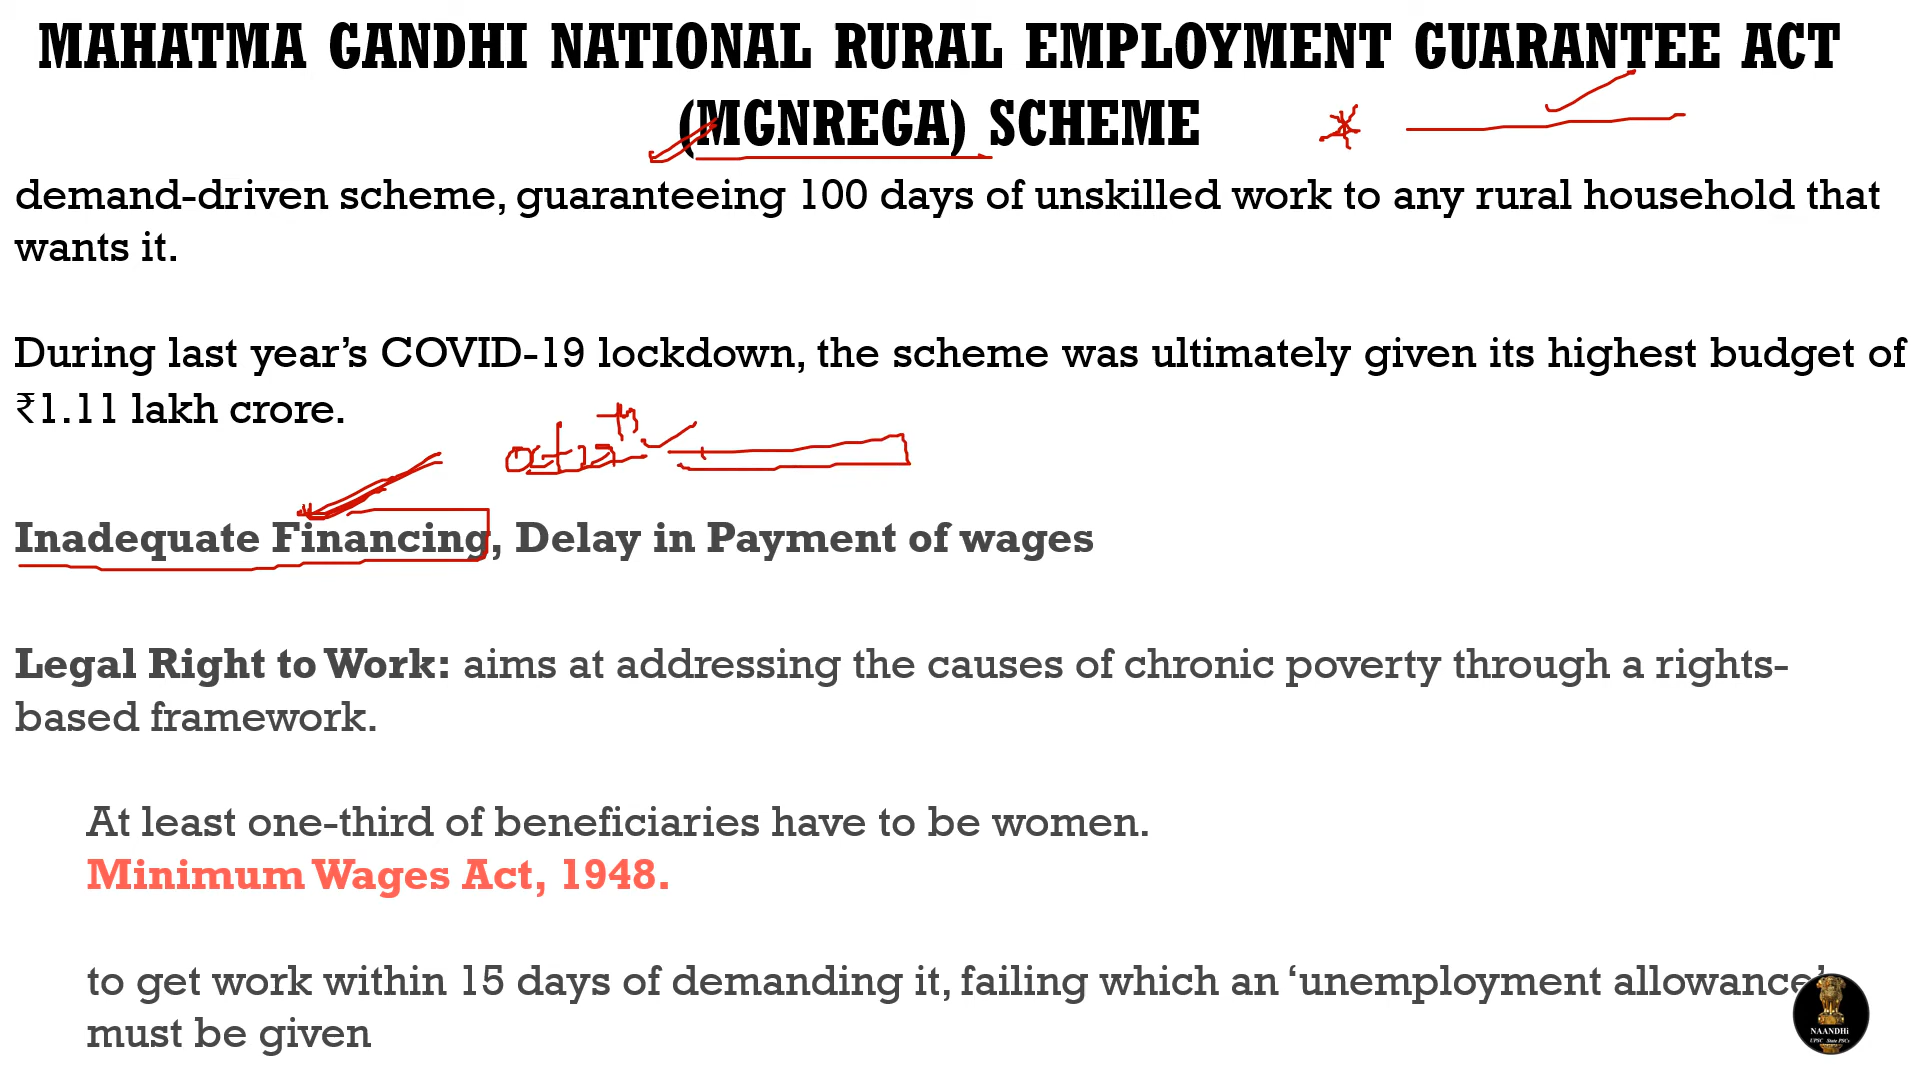 MAHATMA GANDHI NATIONAL RURAL EMPLOYMENT GUARANTEE ACT
(MGNREGA) SCHEME
demand-driven scheme, guaranteeing 100 days of unskilled work to any rural household that
wants it.
During last year’s COVID-19 lockdown, the scheme was ultimately given its highest budget of
₹1.11 lakh crore.
Inadequate Financing, Delay in Payment of wages
Legal Right to Work: aims at addressing the causes of chronic poverty through a rights-
based framework.
At least one-third of beneficiaries have to be women.
Minimum Wages Act, 1948.
to get work within 15 days of demanding it, failing which an ‘unemployment allowance’
must be given
NAANDHi
UPSC State PSCs